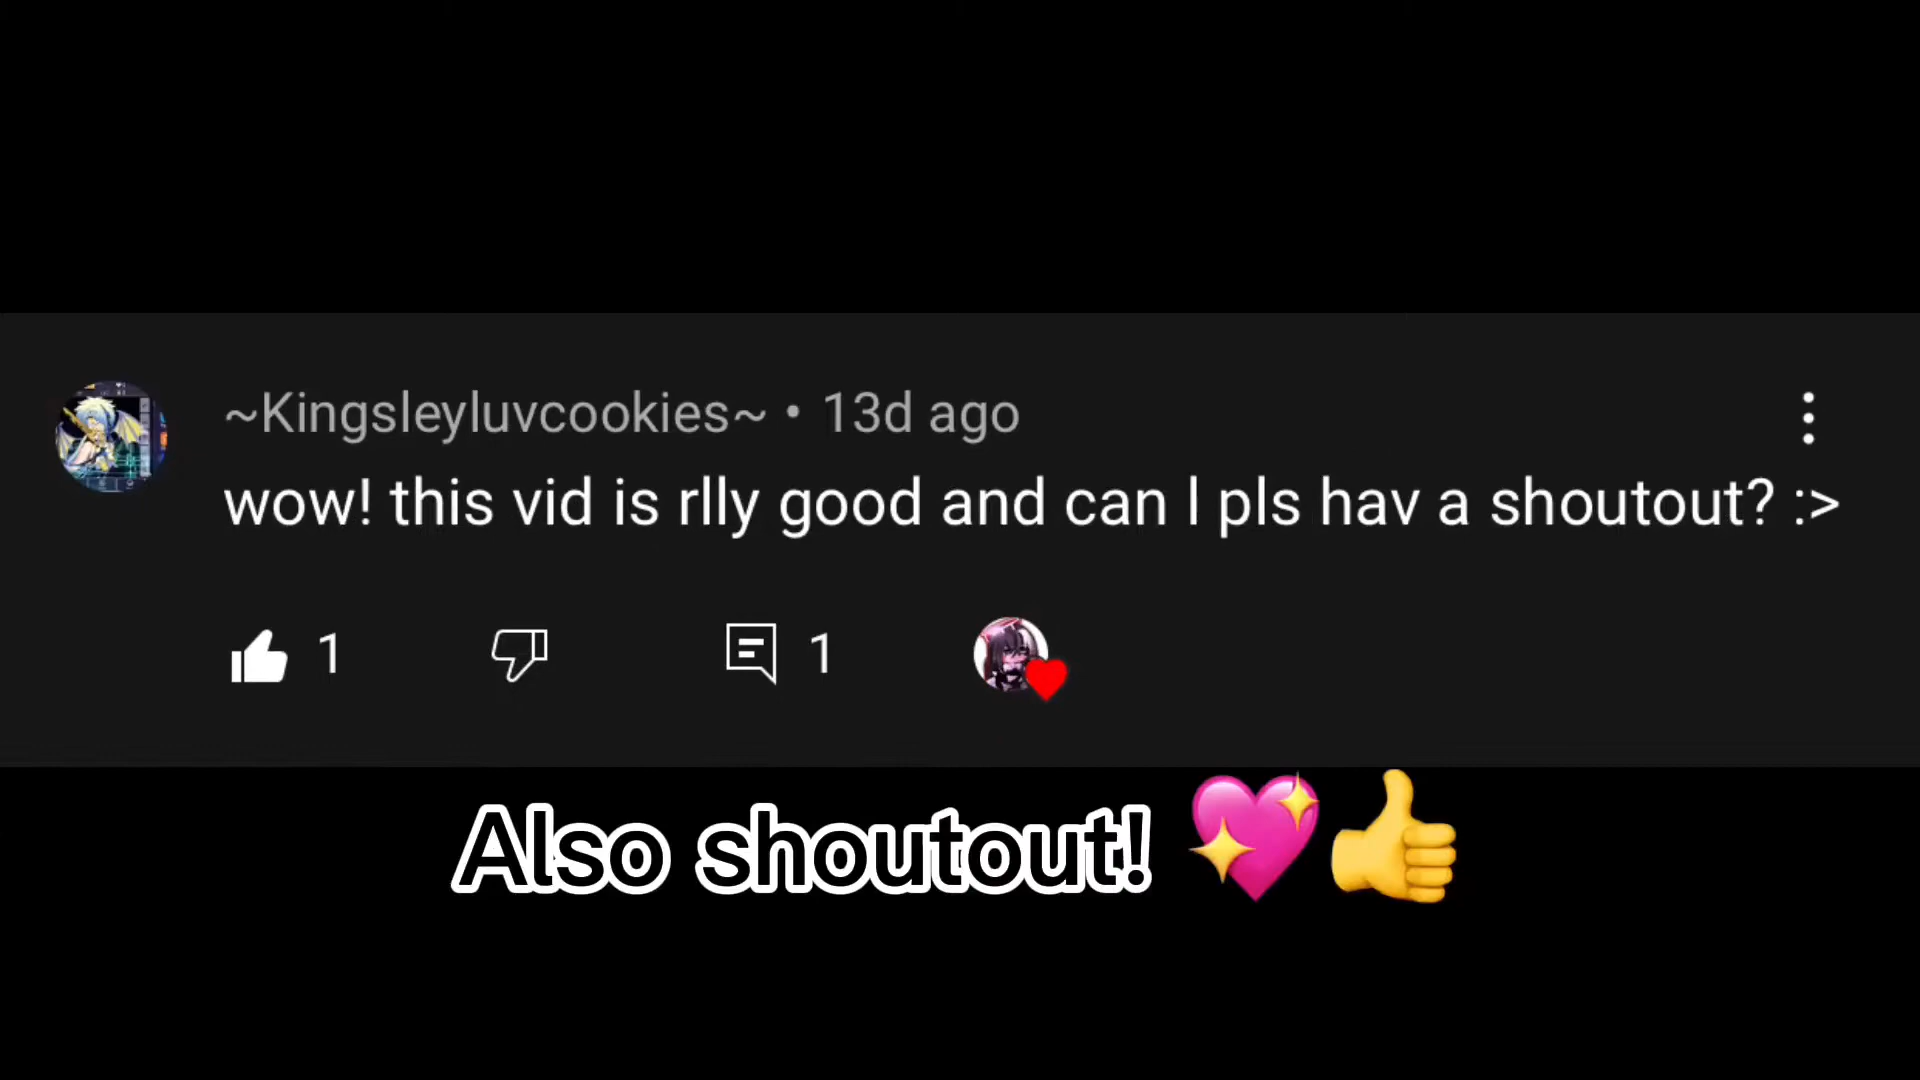 ~Kingsleyluvcookies~ • 13d ago
wow! this vid is rlly good and can l pls hav a shoutout? :>
1 1
Also shoutout! 💖👍